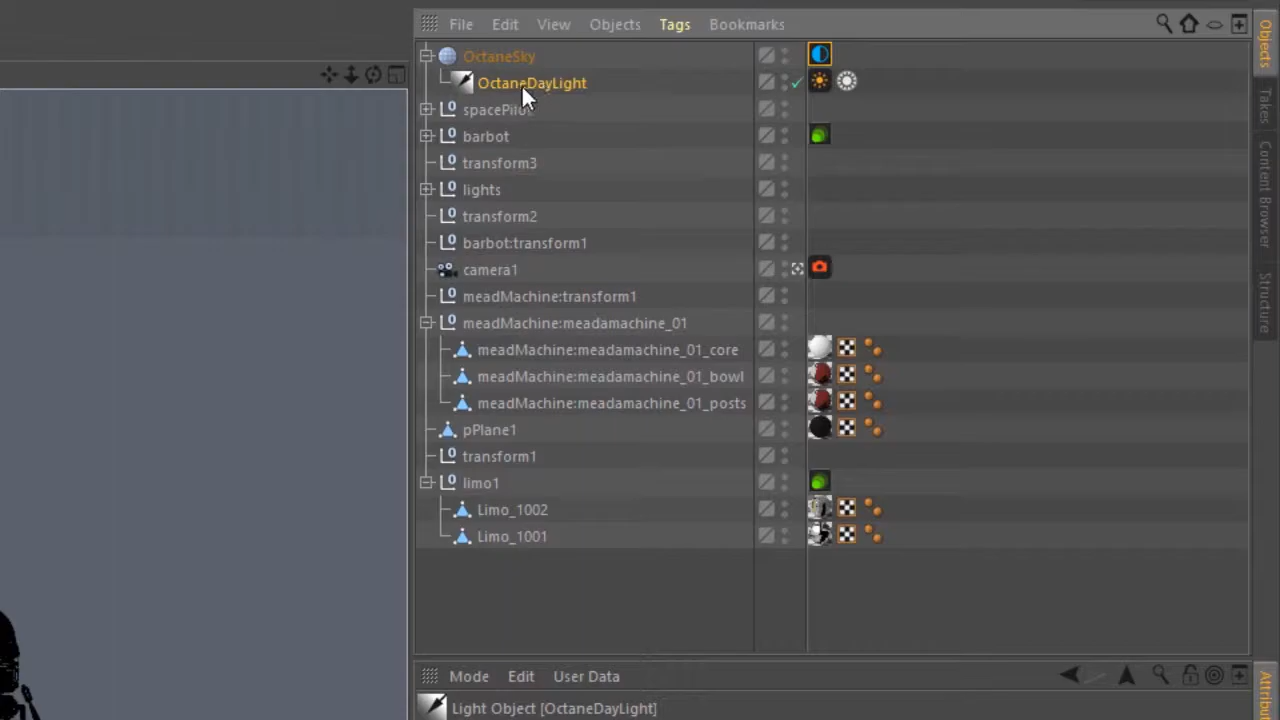 File Edit View Objects Tags Bookmarks
OctaneSky
OctaneDayLight
spacePilot
barbot
transform3
lights
transform2
barbot:transform1
camera1
meadMachine:transform1
meadMachine:meadamachine_01
meadMachine:meadamachine_01_core
meadMachine:meadamachine_01_bowl
meadMachine:meadamachine_01_posts
pPlane1
transform1
limo1
Limo_1002
Limo_1001
Objects
Takes
Content Browser
Structure
Mode Edit User Data
Light Object [OctaneDayLight]